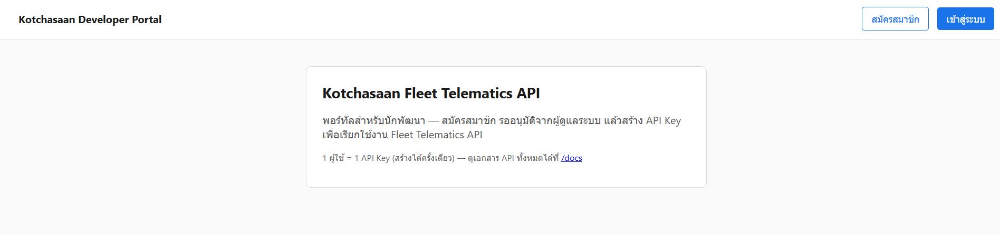 Kotchasaan Developer Portal
สมัครสมาชิก
เข้าสู่ระบบ
Kotchasaan Fleet Telematics API
พอร์ทัลสำหรับนักพัฒนา — สมัครสมาชิก รออนุมัติจากผู้ดูแลระบบ แล้วสร้าง API Key
เพื่อเรียกใช้งาน Fleet Telematics API
1 ผู้ใช้ = 1 API Key (สร้างได้ครั้งเดียว) — ดูเอกสาร API ทั้งหมดได้ที่ /docs